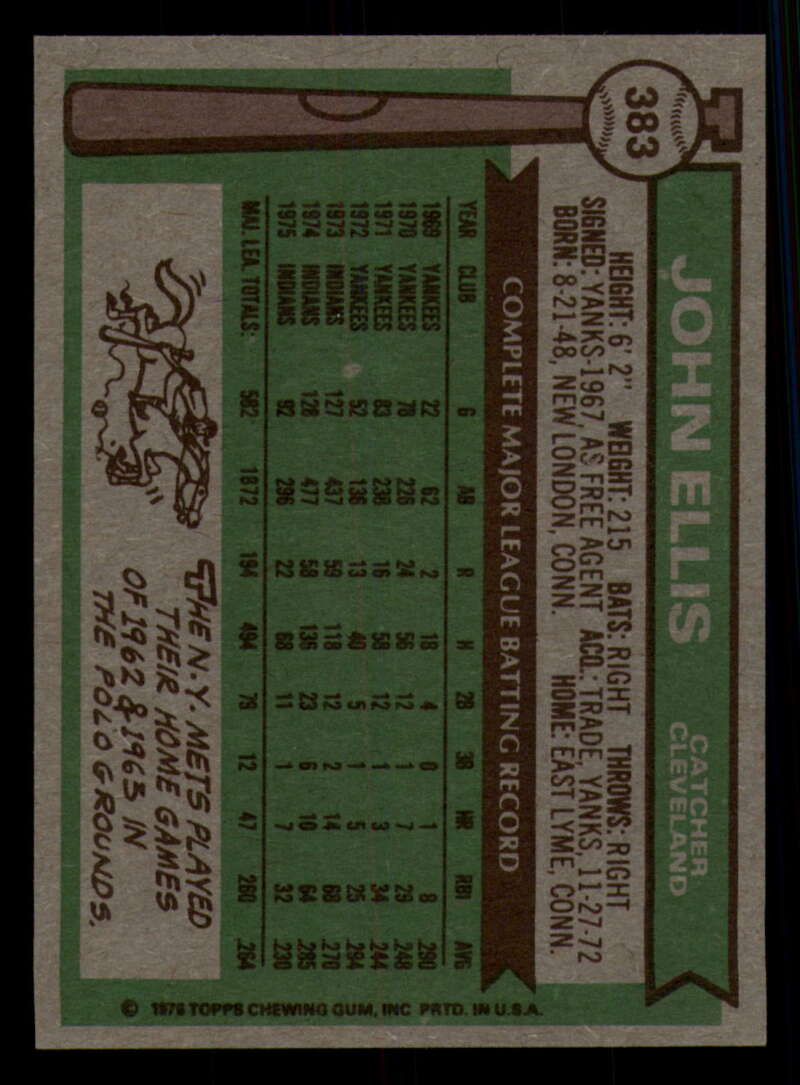 383
JOHN ELLIS
CATCHER
CLEVELAND
HEIGHT: 6' 2" WEIGHT: 215 BATS: RIGHT THROWS: RIGHT
SIGNED: YANKS-1967, AS FREE AGENT ACQ.: TRADE, YANKS, 11-27-72
BORN: 8-21-48, NEW LONDON, CONN. HOME: EAST LYME, CONN.
COMPLETE MAJOR LEAGUE BATTING RECORD
YEAR CLUB G AB R H 2B 3B HR RBI AVG.
1969 YANKEES 22 62 2 18 4 0 1 8 .290
1970 YANKEES 78 226 24 56 12 1 7 29 .248
1971 YANKEES 83 238 16 58 12 1 3 34 .244
1972 YANKEES 52 136 13 40 5 1 5 25 .294
1973 INDIANS 127 437 59 118 12 2 14 68 .270
1974 INDIANS 128 477 58 136 23 6 10 64 .285
1975 INDIANS 92 296 22 68 11 1 7 32 .230
MAJ. LEA. TOTALS: 582 1872 194 494 79 12 47 260 .264
THE N.Y. METS PLAYED
THEIR HOME GAMES
OF 1962 & 1963 IN
THE POLO GROUNDS.
© 1976 TOPPS CHEWING GUM, INC PRTD. IN U.S.A.